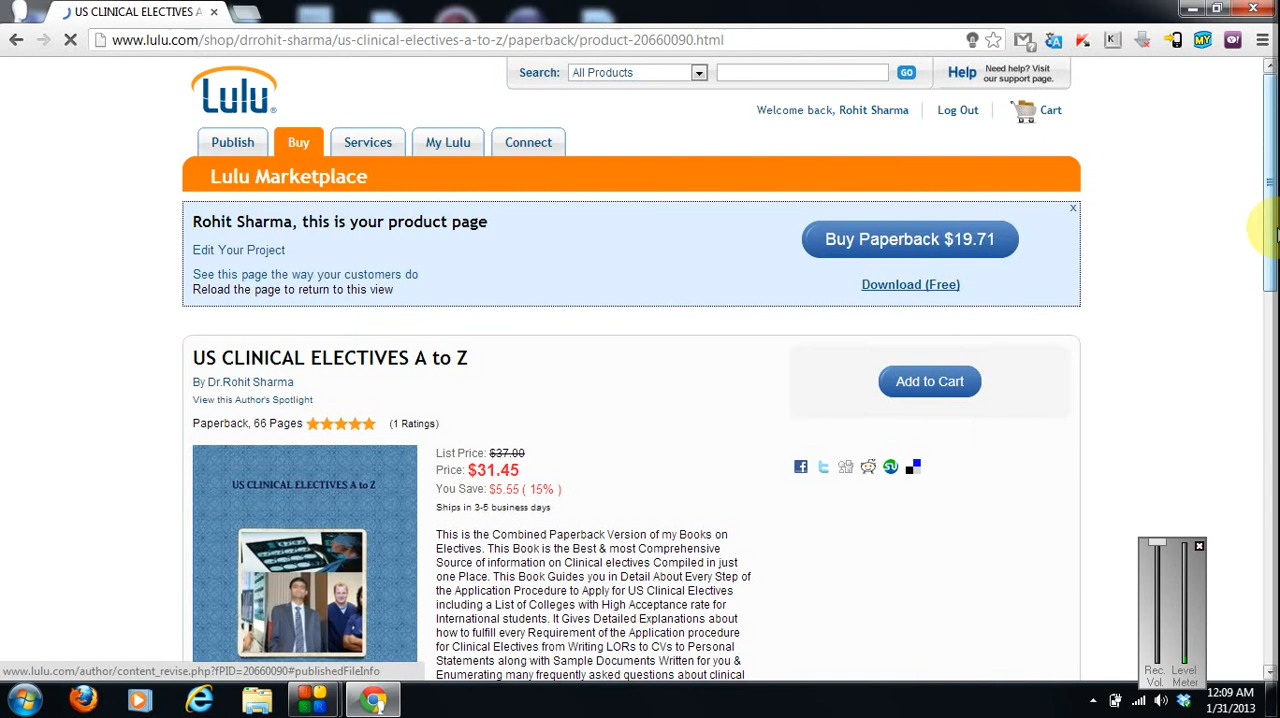 US CLINICAL ELECTIVES A
www.lulu.com/shop/drrohit-sharma/us-clinical-electives-a-to-z/paperback/product-20660090.html
Search: All Products GO Help Need help? Visit our support page.
Lulu
Welcome back, Rohit Sharma Log Out Cart
Publish Buy Services My Lulu Connect
Lulu Marketplace
Rohit Sharma, this is your product page
Edit Your Project
See this page the way your customers do
Reload the page to return to this view
x
Buy Paperback $19.71
Download (Free)
US CLINICAL ELECTIVES A to Z
By Dr.Rohit Sharma
View this Author's Spotlight
Paperback, 66 Pages (1 Ratings)
Add to Cart
US CLINICAL ELECTIVES A to Z
List Price: $37.00
Price: $31.45
You Save: $5.55 ( 15% )
Ships in 3-5 business days
This is the Combined Paperback Version of my Books on
Electives. This Book is the Best & most Comprehensive
Source of information on Clinical electives Compiled in just
one Place. This Book Guides you in Detail About Every Step of
the Application Procedure to Apply for US Clinical Electives
including a List of Colleges with High Acceptance rate for
International students. It Gives Detailed Explanations about
how to fulfill every Requirement of the Application procedure
for Clinical Electives from Writing LORs to CVs to Personal
Statements along with Sample Documents Written for you &
Enumerating many frequently asked questions about clinical
Rec. Vol.
Level Meter
www.lulu.com/author/content_revise.php?fPID=20660090#publishedFileInfo
12:09 AM
1/31/2013